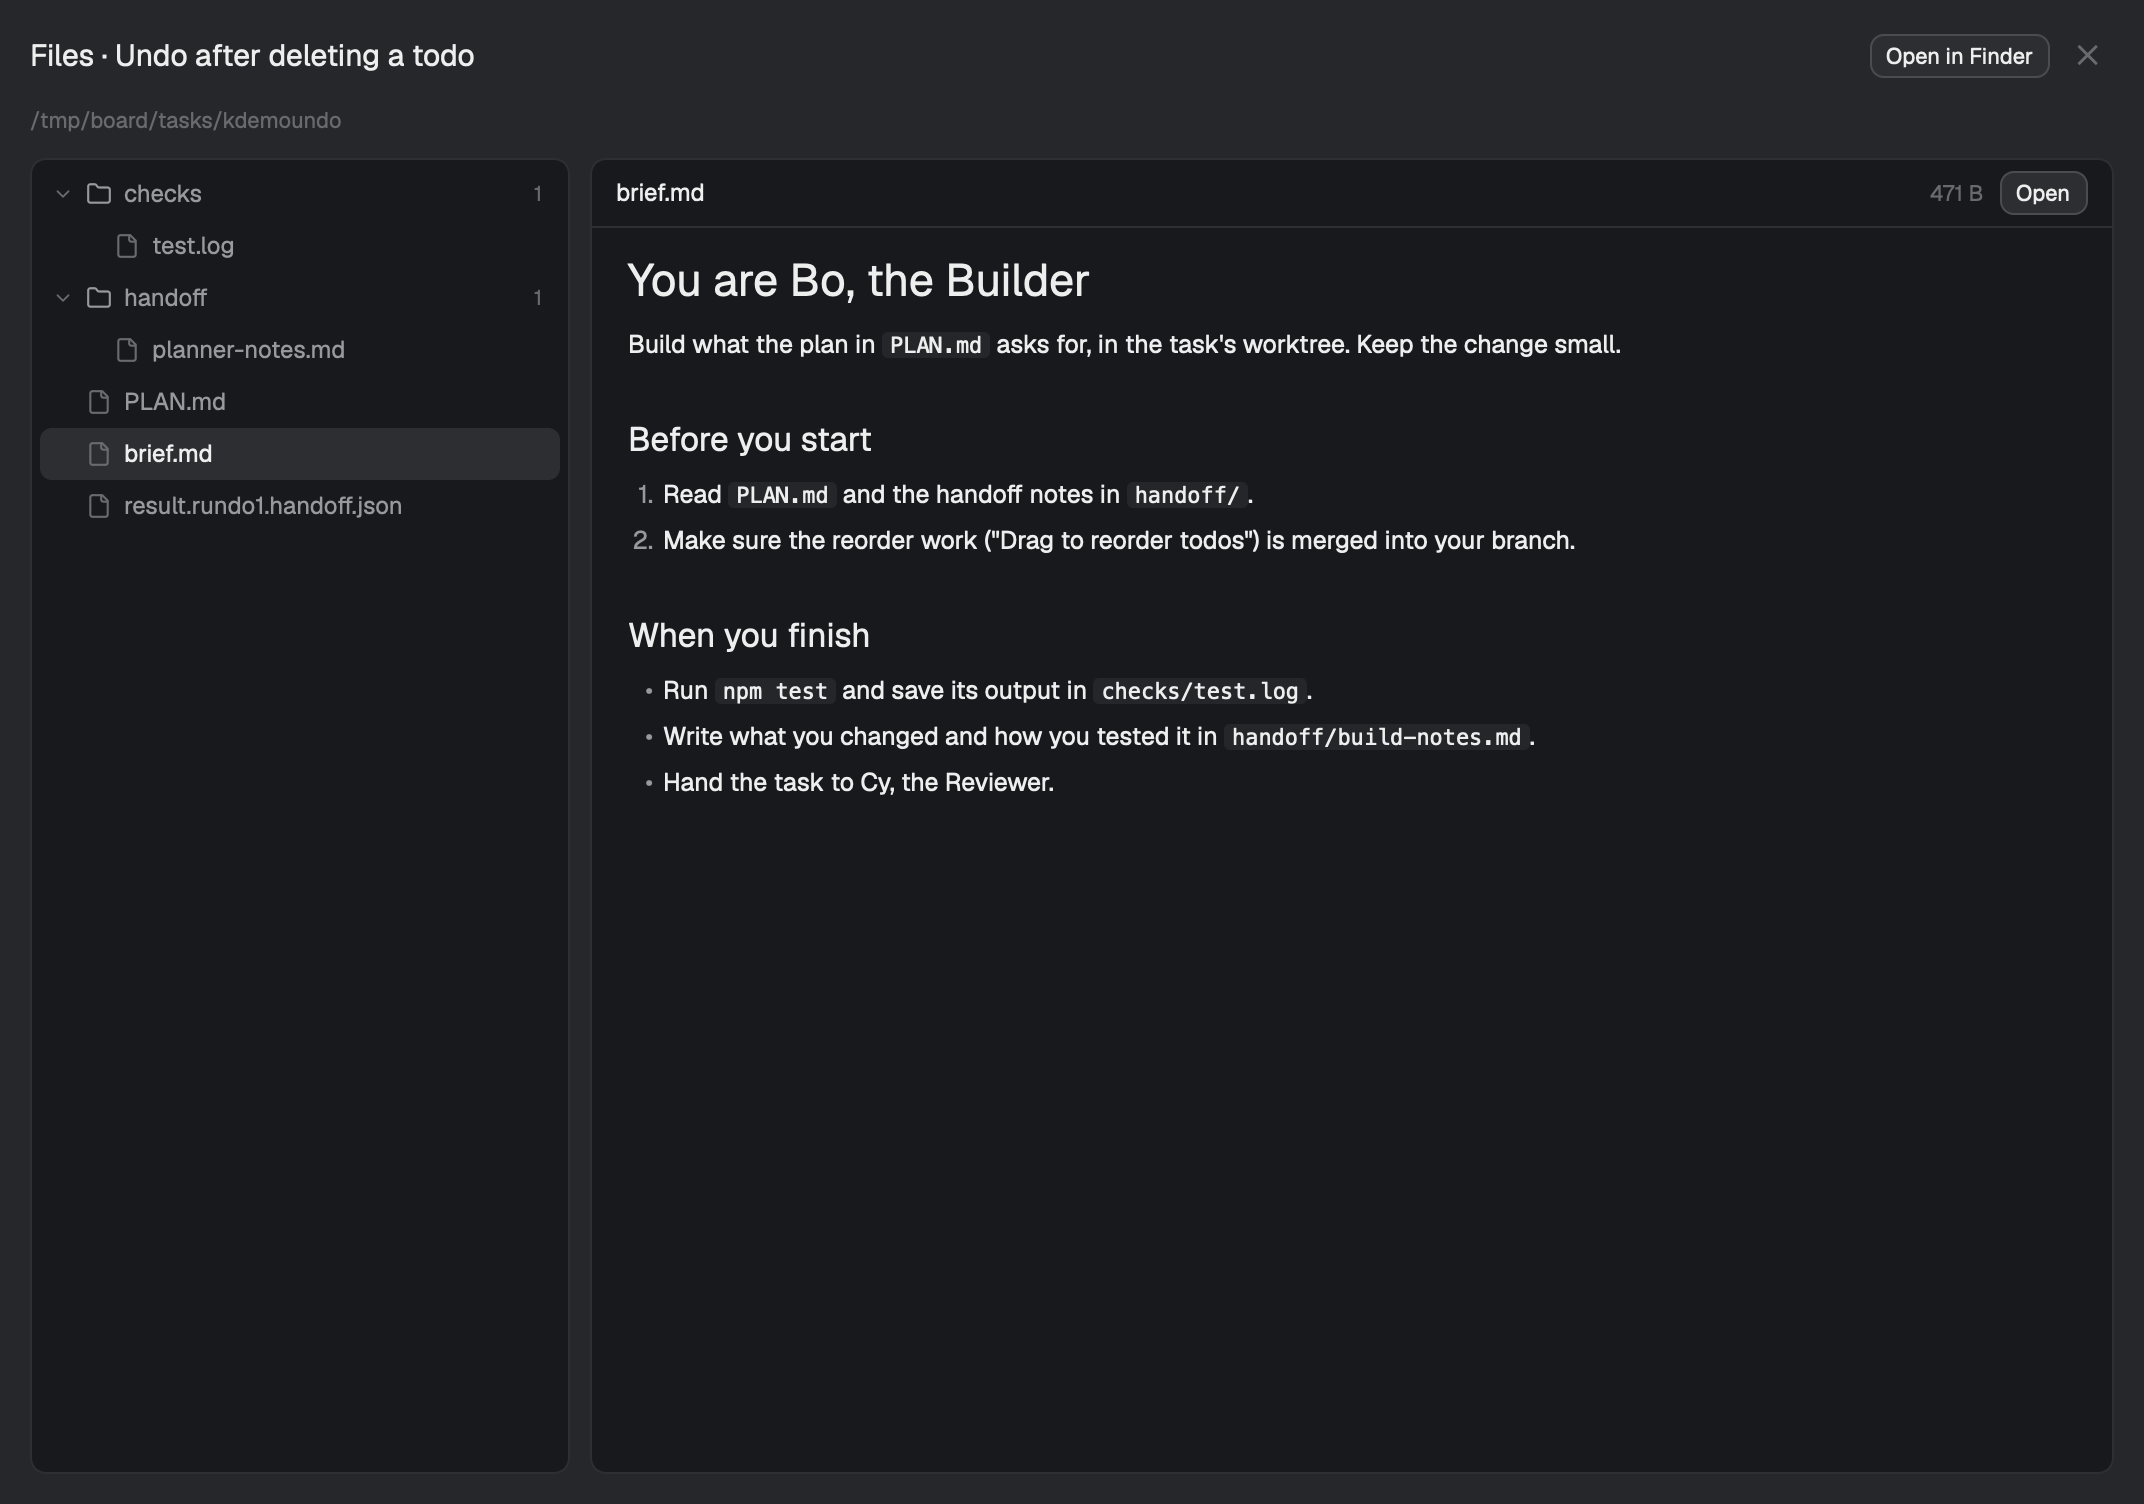 Files · Undo after deleting a todo
Open in Finder
/tmp/board/tasks/kdemoundo
checks 1
test.log
handoff 1
planner-notes.md
PLAN.md
brief.md
result.rundo1.handoff.json
brief.md
471 B
Open
You are Bo, the Builder
Build what the plan in PLAN.md asks for, in the task's worktree. Keep the change small.
Before you start
1. Read PLAN.md and the handoff notes in handoff/.
2. Make sure the reorder work ("Drag to reorder todos") is merged into your branch.
When you finish
• Run npm test and save its output in checks/test.log.
• Write what you changed and how you tested it in handoff/build-notes.md.
• Hand the task to Cy, the Reviewer.